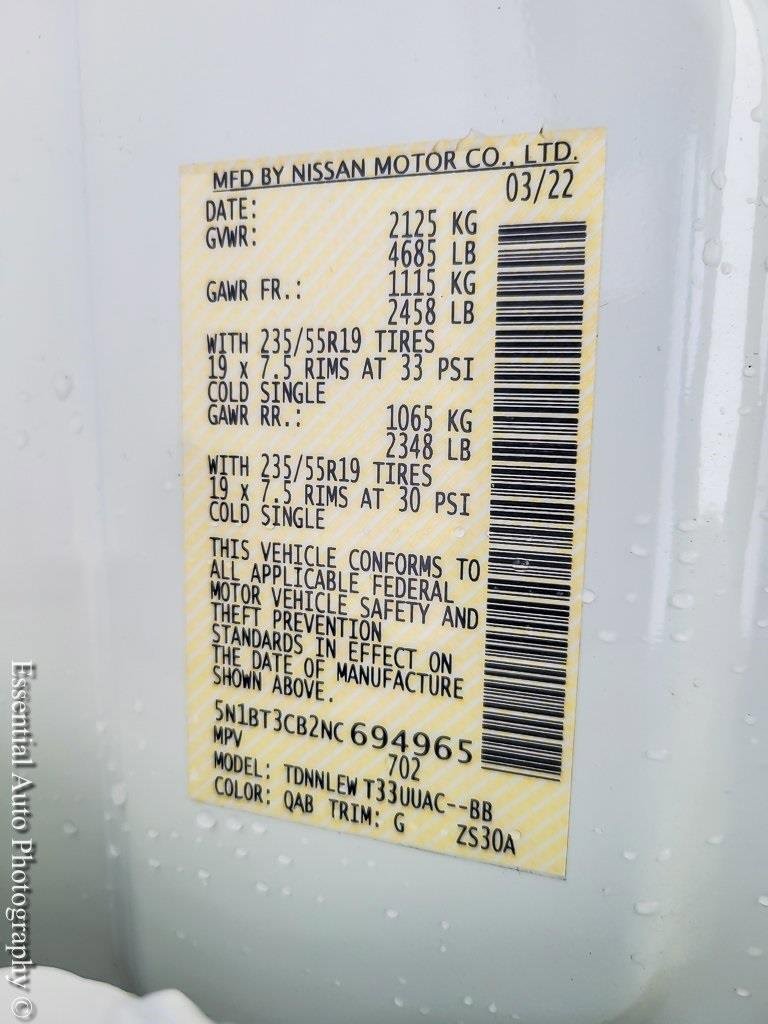 MFD BY NISSAN MOTOR CO., LTD.
DATE: 03/22
GVWR: 2125 KG
4685 LB
GAWR FR.: 1115 KG
2458 LB
WITH 235/55R19 TIRES
19 x 7.5 RIMS AT 33 PSI
COLD SINGLE
GAWR RR.: 1065 KG
2348 LB
WITH 235/55R19 TIRES
19 x 7.5 RIMS AT 30 PSI
COLD SINGLE
THIS VEHICLE CONFORMS TO
ALL APPLICABLE FEDERAL
MOTOR VEHICLE SAFETY AND
THEFT PREVENTION
STANDARDS IN EFFECT ON
THE DATE OF MANUFACTURE
SHOWN ABOVE.
5N1BT3CB2NC 694965
MPV 702
MODEL: TDNNLEW T33UUAC--BB
COLOR: QAB TRIM: G ZS30A
Essential Auto Photography ©